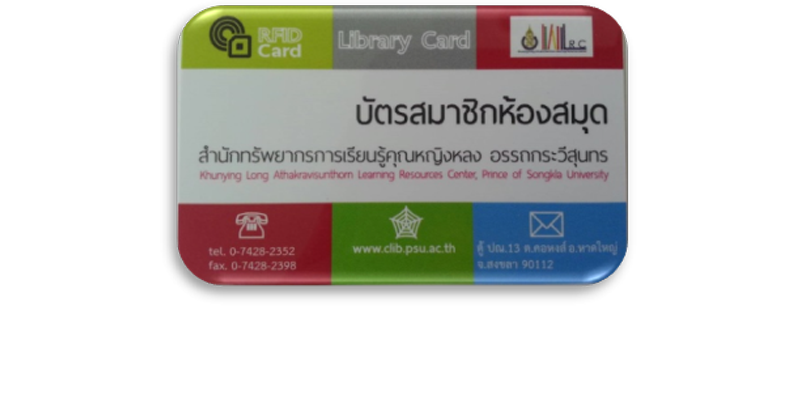 RFID
Card
Library Card
LRC
บัตรสมาชิกห้องสมุด
สำนักทรัพยากรการเรียนรู้คุณหญิงหลง อรรถกระวีสุนทร
Khunying Long Athakravisunthorn Learning Resources Center, Prince of Songkla University
tel. 0-7428-2352
fax. 0-7428-2398
www.clib.psu.ac.th
ตู้ ปณ.13 ต.คอหงส์ อ.หาดใหญ่
จ.สงขลา 90112